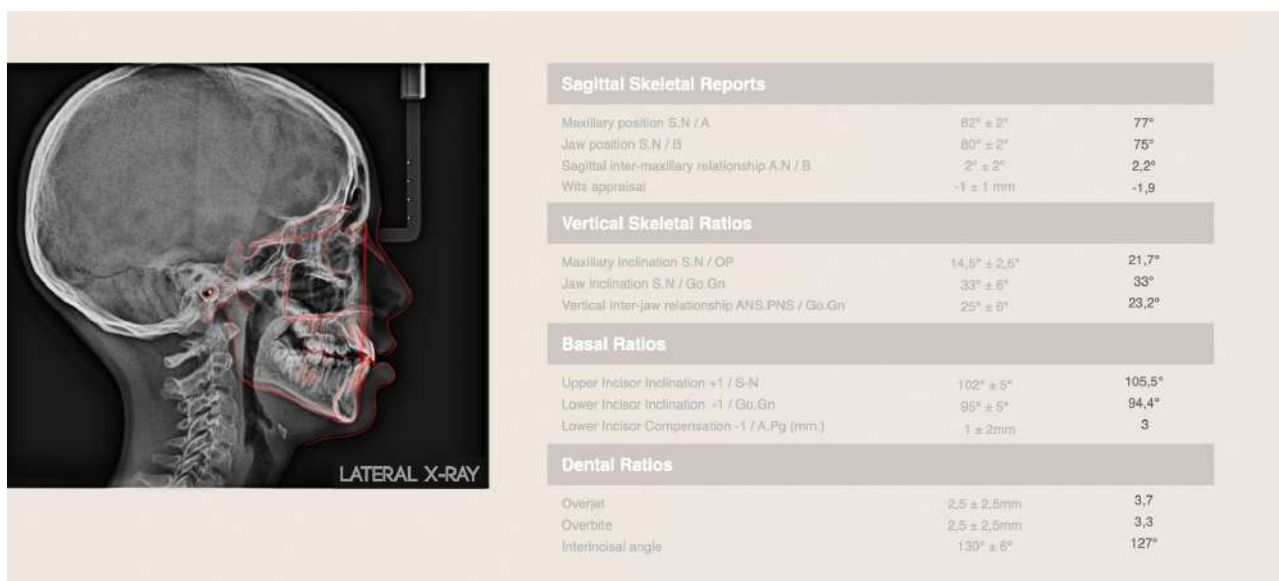 LATERAL X-RAY
Sagittal Skeletal Reports
Maxillary position S.N / A 82° ± 2° 77°
Jaw position S.N / B 80° ± 2° 75°
Sagittal inter-maxillary relationship A.N / B 2° ± 2° 2,2°
Wits appraisal -1 ± 1 mm -1,9
Vertical Skeletal Ratios
Maxillary Inclination S.N / OP 14,5° ± 2,5° 21,7°
Jaw Inclination S.N / Go.Gn 33° ± 6° 33°
Vertical Inter-jaw relationship ANS.PNS / Go.Gn 25° ± 6° 23,2°
Basal Ratios
Upper Incisor Inclination +1 / S-N 102° ± 5° 105,5°
Lower Incisor Inclination -1 / Go.Gn 95° ± 5° 94,4°
Lower Incisor Compensation -1 / A.Pg (mm.) 1 ± 2mm 3
Dental Ratios
Overjet 2,5 ± 2,5mm 3,7
Overbite 2,5 ± 2,5mm 3,3
Interincisal angle 130° ± 6° 127°